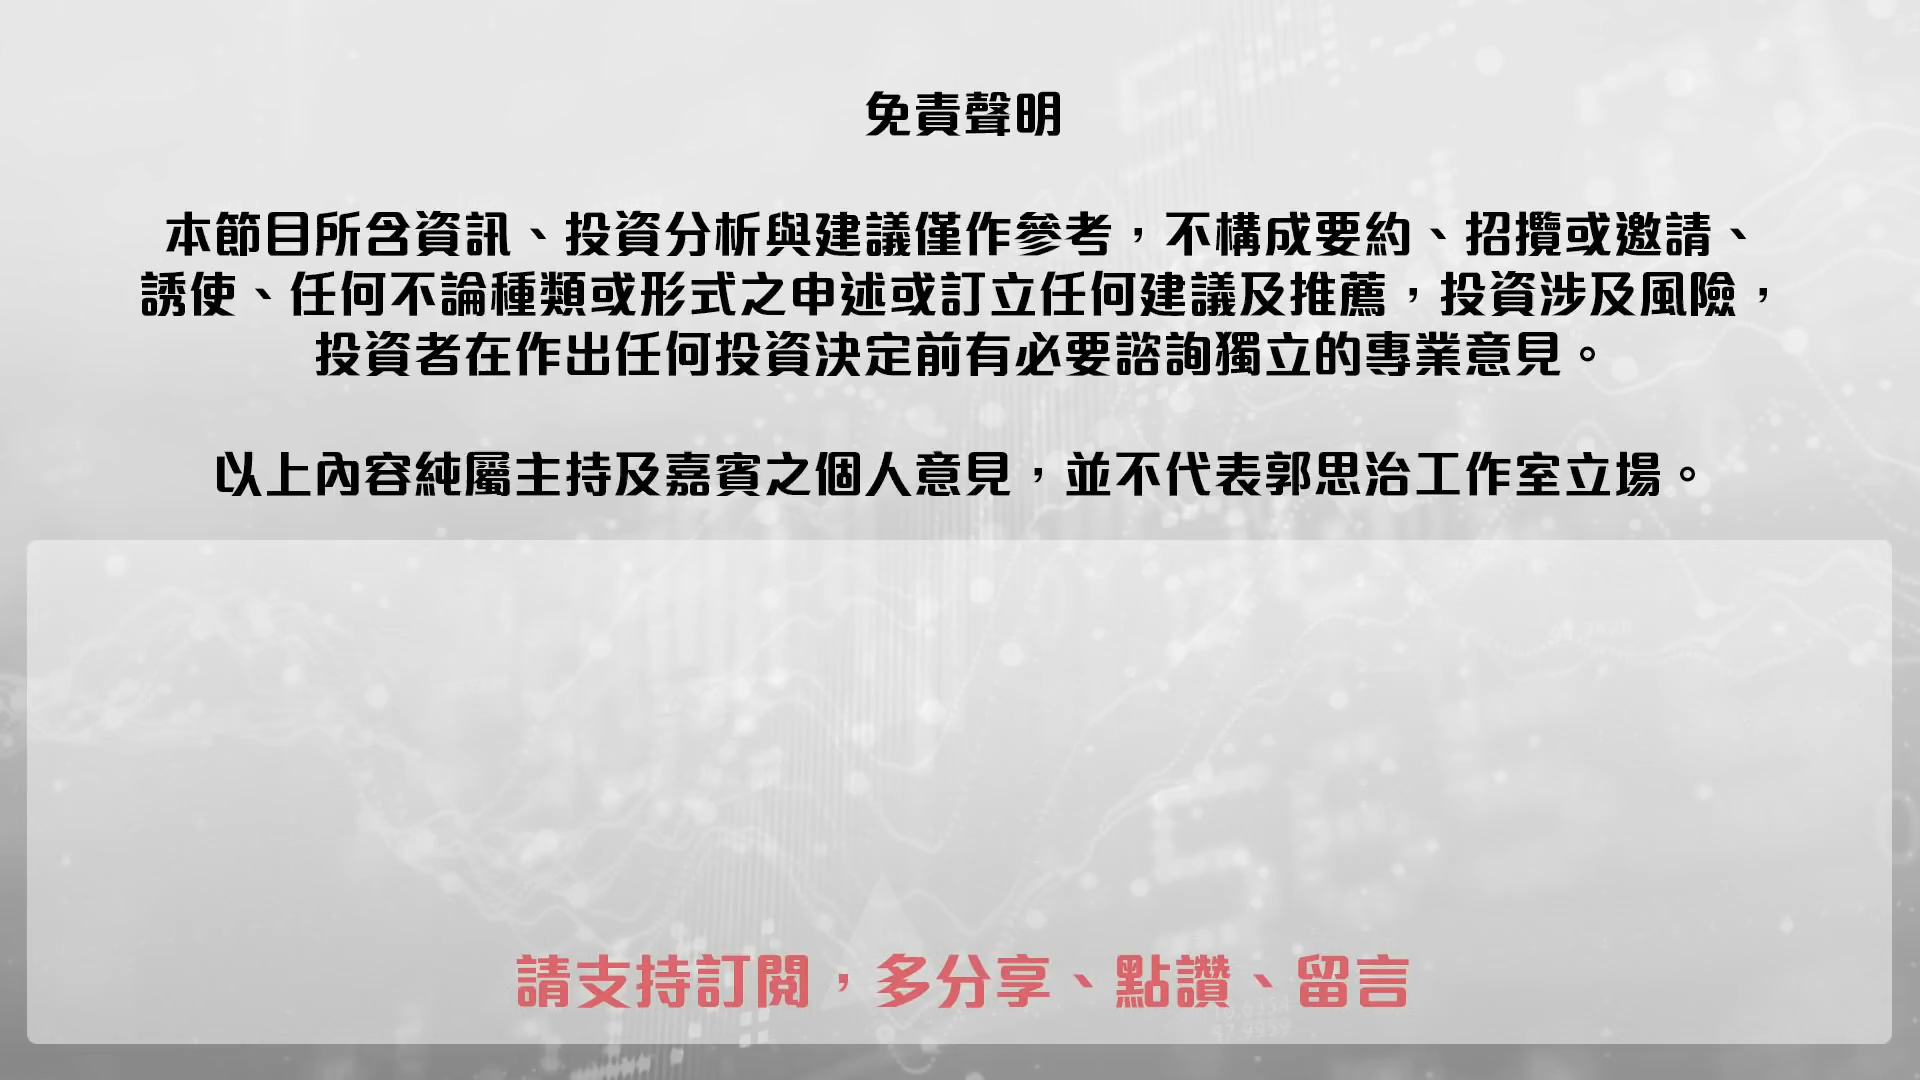 免責聲明
本節目所含資訊、投資分析與建議僅作參考，不構成要約、招攬或邀請、
誘使、任何不論種類或形式之申述或訂立任何建議及推薦，投資涉及風險，
投資者在作出任何投資決定前有必要諮詢獨立的專業意見。
以上內容純屬主持及嘉賓之個人意見，並不代表郭思治工作室立場。
請支持訂閱，多分享、點讚、留言